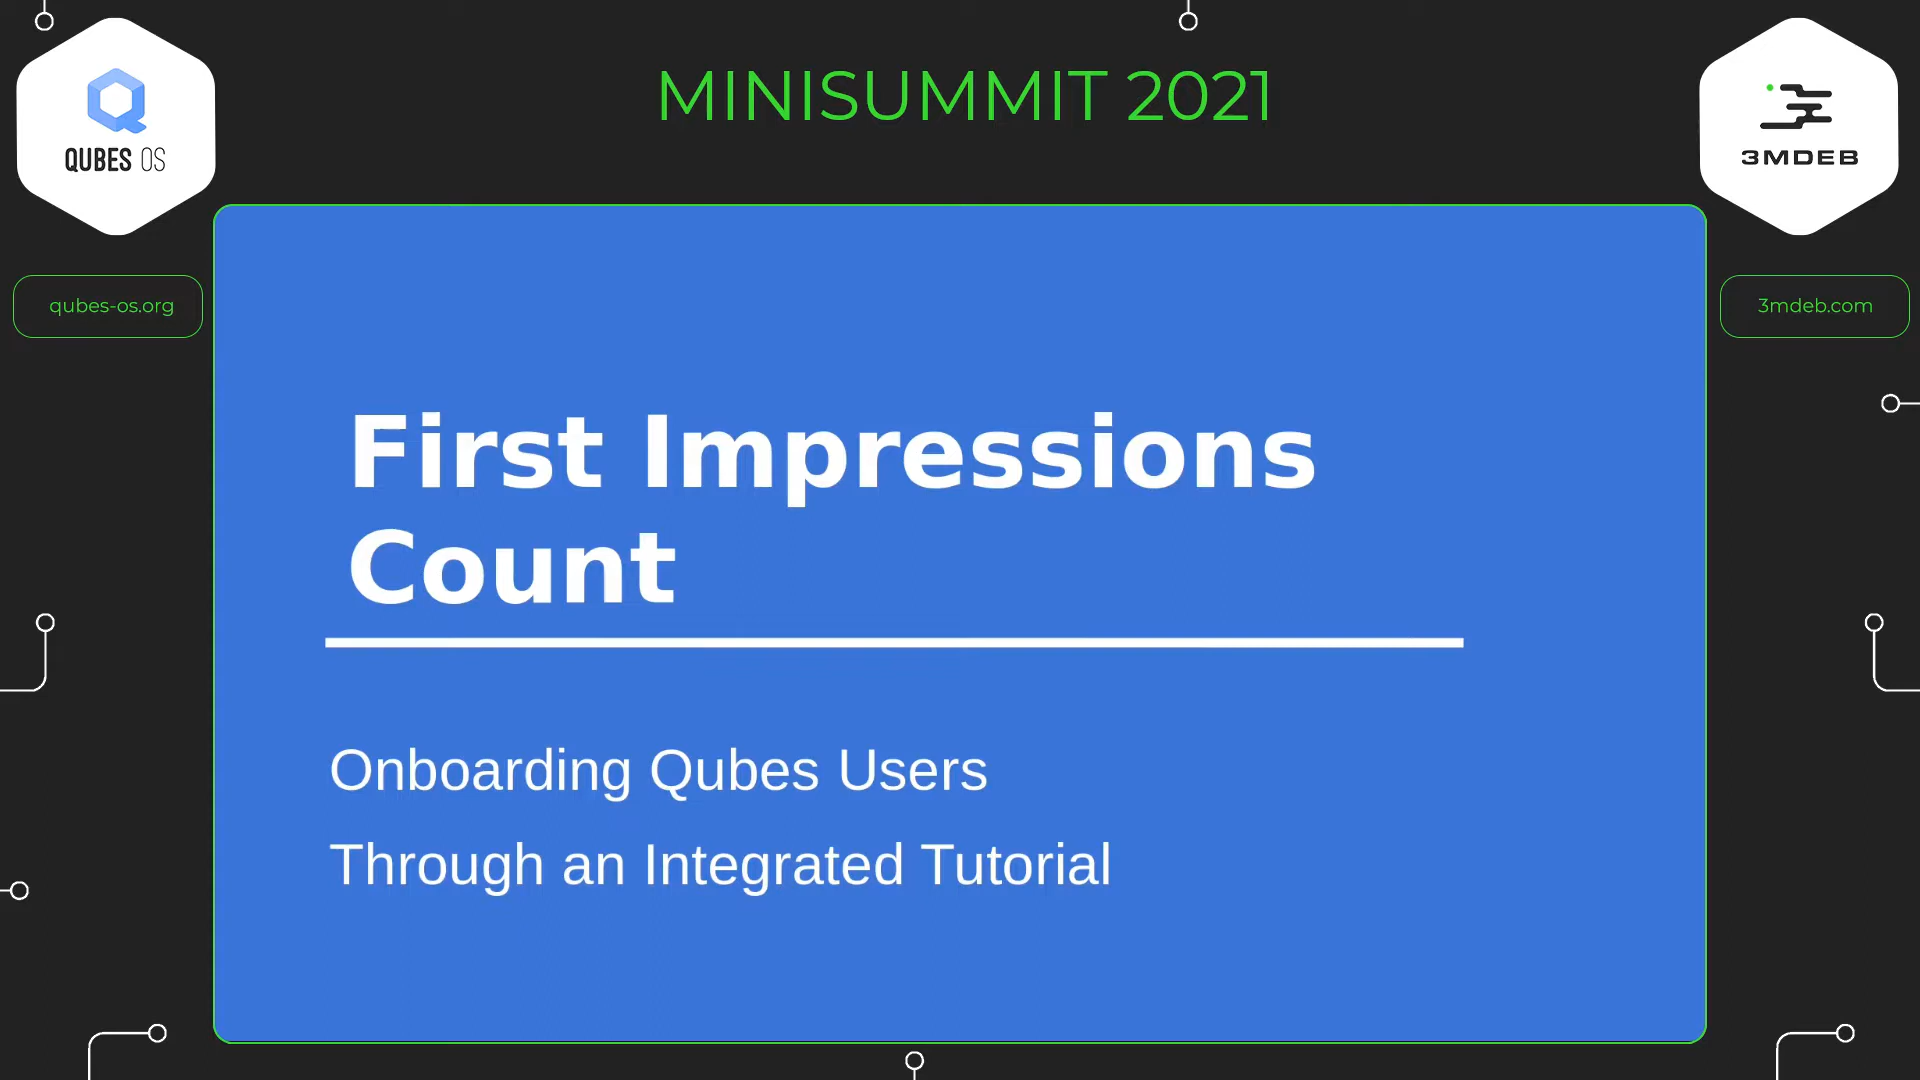 MINISUMMIT 2021
QUBES OS
3MDEB
qubes-os.org
3mdeb.com
First Impressions
Count
Onboarding Qubes Users
Through an Integrated Tutorial